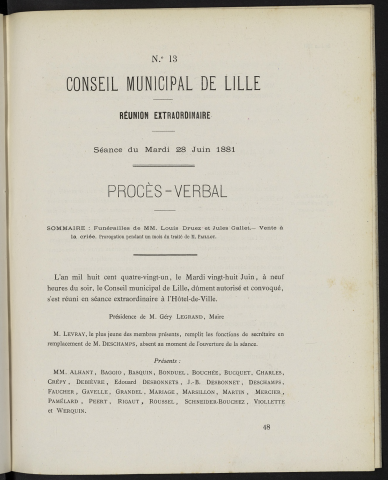 N.º 13
CONSEIL MUNICIPAL DE LILLE
RÉUNION EXTRAORDINAIRE
Séance du Mardi 28 Juin 1881
PROCÈS-VERBAL
SOMMAIRE : Funérailles de MM. Louis Druez et Jules Gallet.— Vente à
la criée. Prorogation pendant un mois du traité de M. PAILLOT.
L'an mil huit cent quatre-vingt-un, le Mardi vingt-huit Juin, à neuf
heures du soir, le Conseil municipal de Lille, dûment autorisé et convoqué,
s'est réuni en séance extraordinaire à l'Hôtel-de-Ville.
Présidence de M. Géry LEGRAND, Maire
M. LEVRAY, le plus jeune des membres présents, remplit les fonctions de secrétaire en
remplacement de M. DESCHAMPS, absent au moment de l'ouverture de la séance.
Présents :
MM. ALHANT, BAGGIO, BASQUIN, BONDUEL, BOUCHÉE, BUCQUET, CHARLES,
CRÉPY, DEBIÈVRE, Edouard DESBONNETS, J.-B. DESBONNET, DESCHAMPS,
FAUCHER, GAVELLE, GRANDEL, MARIAGE, MARSILLON, MARTIN, MERCIER,
PAMÉLARD, PEERT, RIGAUT, ROUSSEL, SCHNEIDER-BOUCHEZ, VIOLLETTE
et WERQUIN.
48